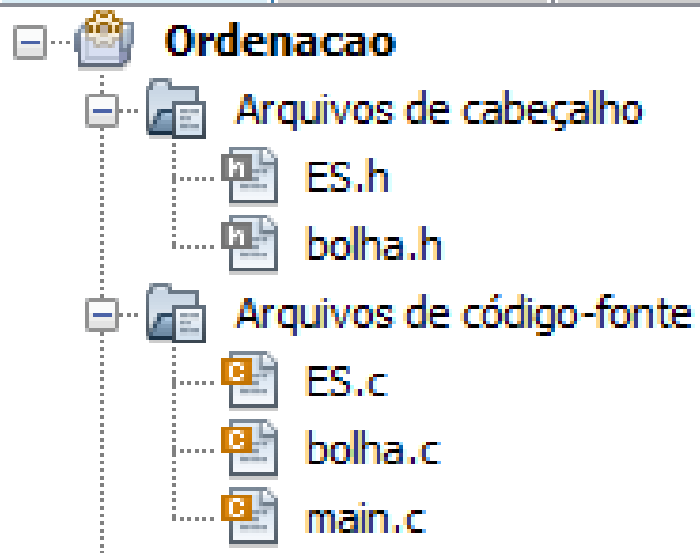 Ordenacao
Arquivos de cabeçalho
h ES.h
h bolha.h
Arquivos de código-fonte
C ES.c
C bolha.c
C main.c